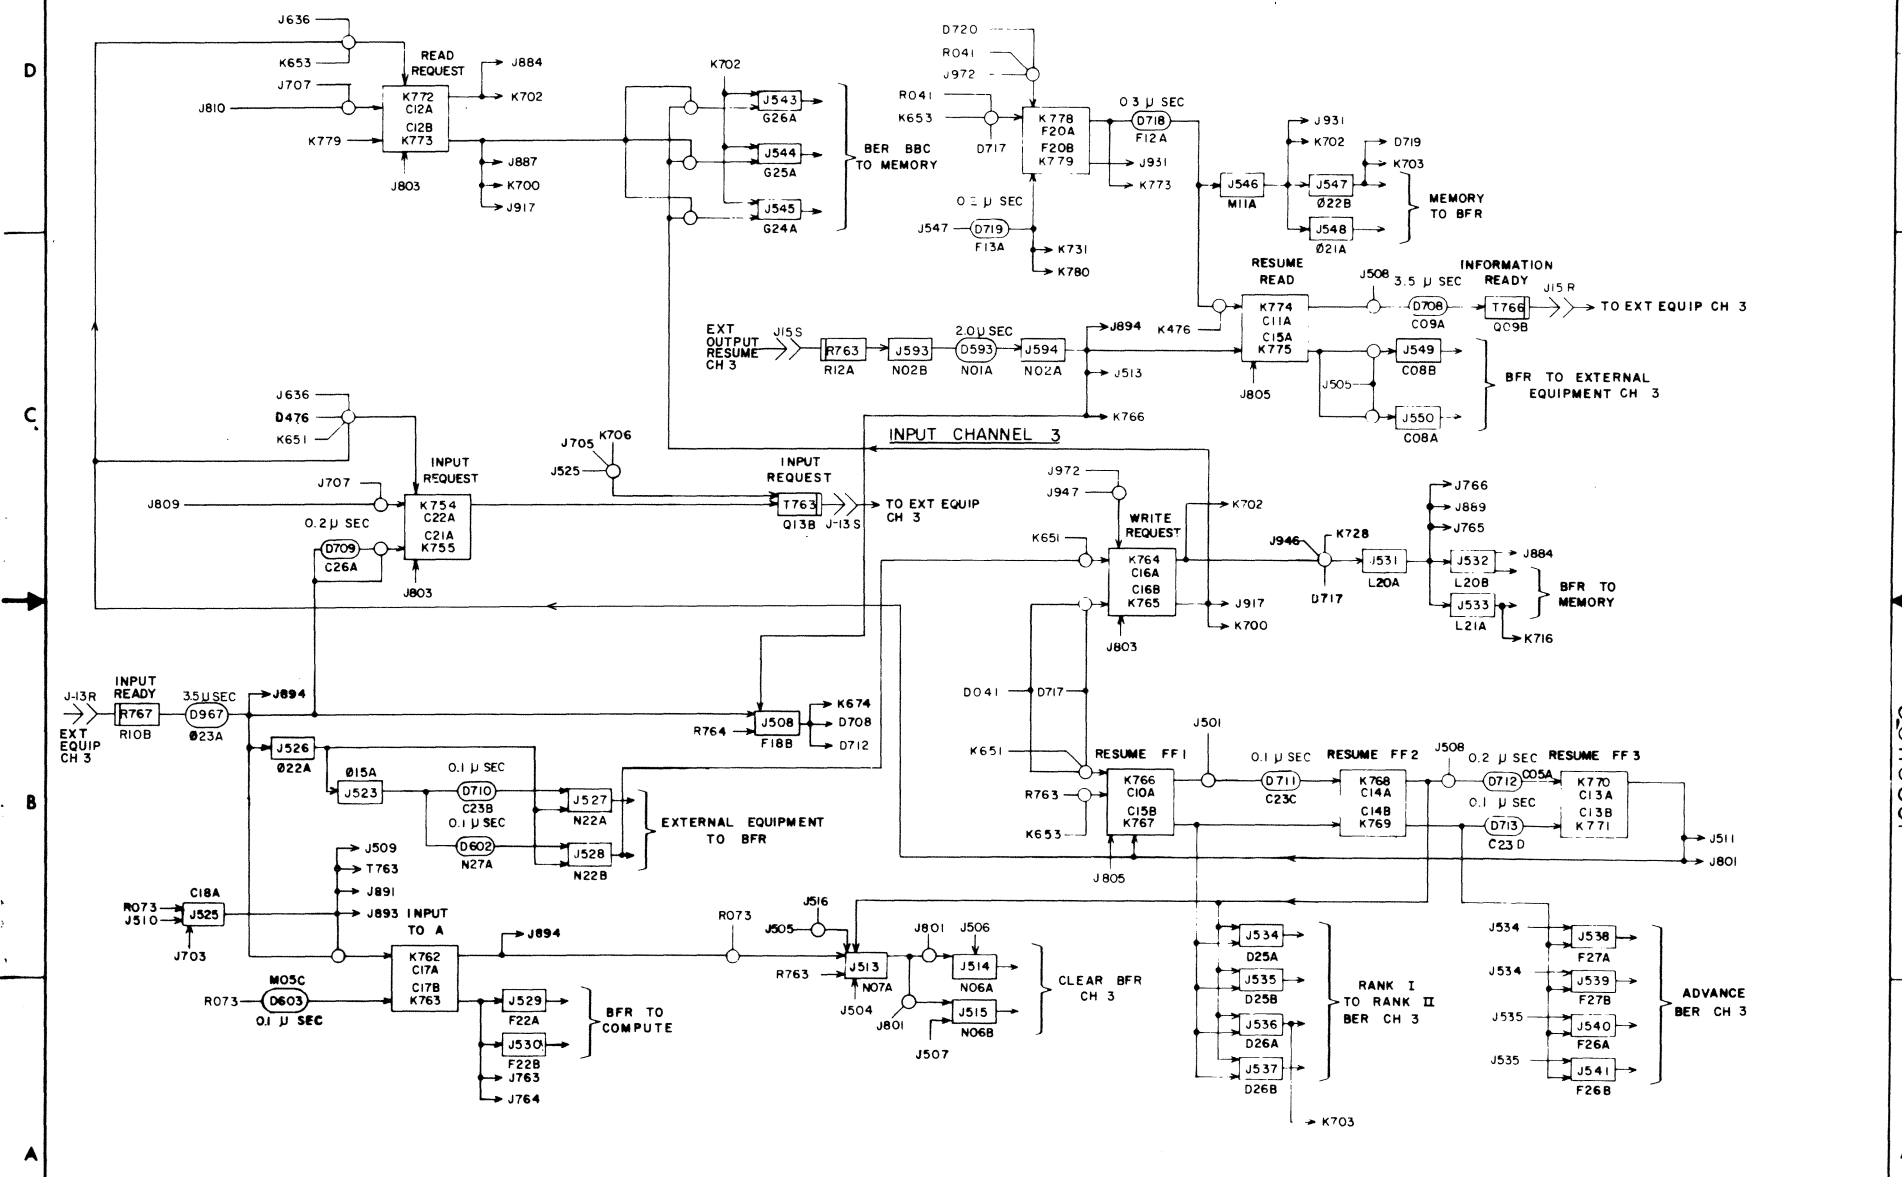 D
J636
K653
J707
J810
READ
REQUEST
K772
C12A
C12B
K773
K779
J803
J884
K702
J887
K700
J917
K702
J543
G26A
J544
G25A
J545
G24A
BER BBC
TO MEMORY
D720
R041
J972
R041
K653
D717
K778
F20A
F20B
K779
0.3 μ SEC
D718
F12A
J931
K773
μ SEC
J547
D719
F13A
K731
K780
J546
M11A
J931
K702
J547
Ø22B
J548
Ø21A
D719
K703
MEMORY
TO BFR
RESUME
READ
K774
C11A
C15A
K775
K476
J805
J508
3.5 μ SEC
D708
C09A
INFORMATION
READY
T766
Q09B
J15R
TO EXT EQUIP CH 3
J505
J549
C08B
J550
C08A
BFR TO EXTERNAL
EQUIPMENT CH 3
EXT
OUTPUT
RESUME
CH 3
J15S
R763
R12A
J593
N02B
2.0 μ SEC
D593
N01A
J594
N02A
J894
J513
K766
C
J636
D476
K651
J707
J809
INPUT
REQUEST
K754
C22A
C21A
K755
0.2 μ SEC
D709
C26A
J803
INPUT CHANNEL 3
K706
J705
J525
INPUT
REQUEST
T763
Q13B
J-13S
TO EXT EQUIP
CH 3
J972
J947
WRITE
REQUEST
K651
K764
C16A
C16B
K765
J803
K702
J917
K700
J946
K728
D717
J531
L20A
J766
J889
J765
J532
L20B
J533
L21A
J884
K716
BFR TO
MEMORY
D041
D717
J-13R
INPUT
READY
R767
R10B
EXT
EQUIP
CH 3
3.5 μ SEC
D967
Ø23A
J894
J526
Ø22A
Ø15A
J523
0.1 μ SEC
D710
C23B
0.1 μ SEC
D602
N27A
J527
N22A
J528
N22B
EXTERNAL EQUIPMENT
TO BFR
R764
J508
F18B
K674
D708
D712
B
K651
R763
K653
RESUME FF1
K766
C10A
C15B
K767
J805
J501
0.1 μ SEC
D711
C23C
RESUME FF2
K768
C14A
C14B
K769
J508
0.2 μ SEC
D712
C05A
0.1 μ SEC
D713
C23D
RESUME FF3
K770
C13A
C13B
K771
J511
J801
C18A
R073
J510
J525
J703
J509
T763
J891
J893
INPUT
TO A
K762
C17A
C17B
K763
M05C
R073
D603
0.1 μ SEC
J894
J529
F22A
J530
F22B
J763
J764
BFR TO
COMPUTE
R073
J516
J505
R763
J513
N07A
J504
J801
J801
J506
J514
N06A
J515
N06B
J507
CLEAR BFR
CH 3
J534
D25A
J535
D25B
J536
D26A
J537
D26B
K703
RANK I
TO RANK II
BER CH 3
J534
J538
F27A
J534
J539
F27B
J535
J540
F26A
J535
J541
F26B
ADVANCE
BER CH 3
A